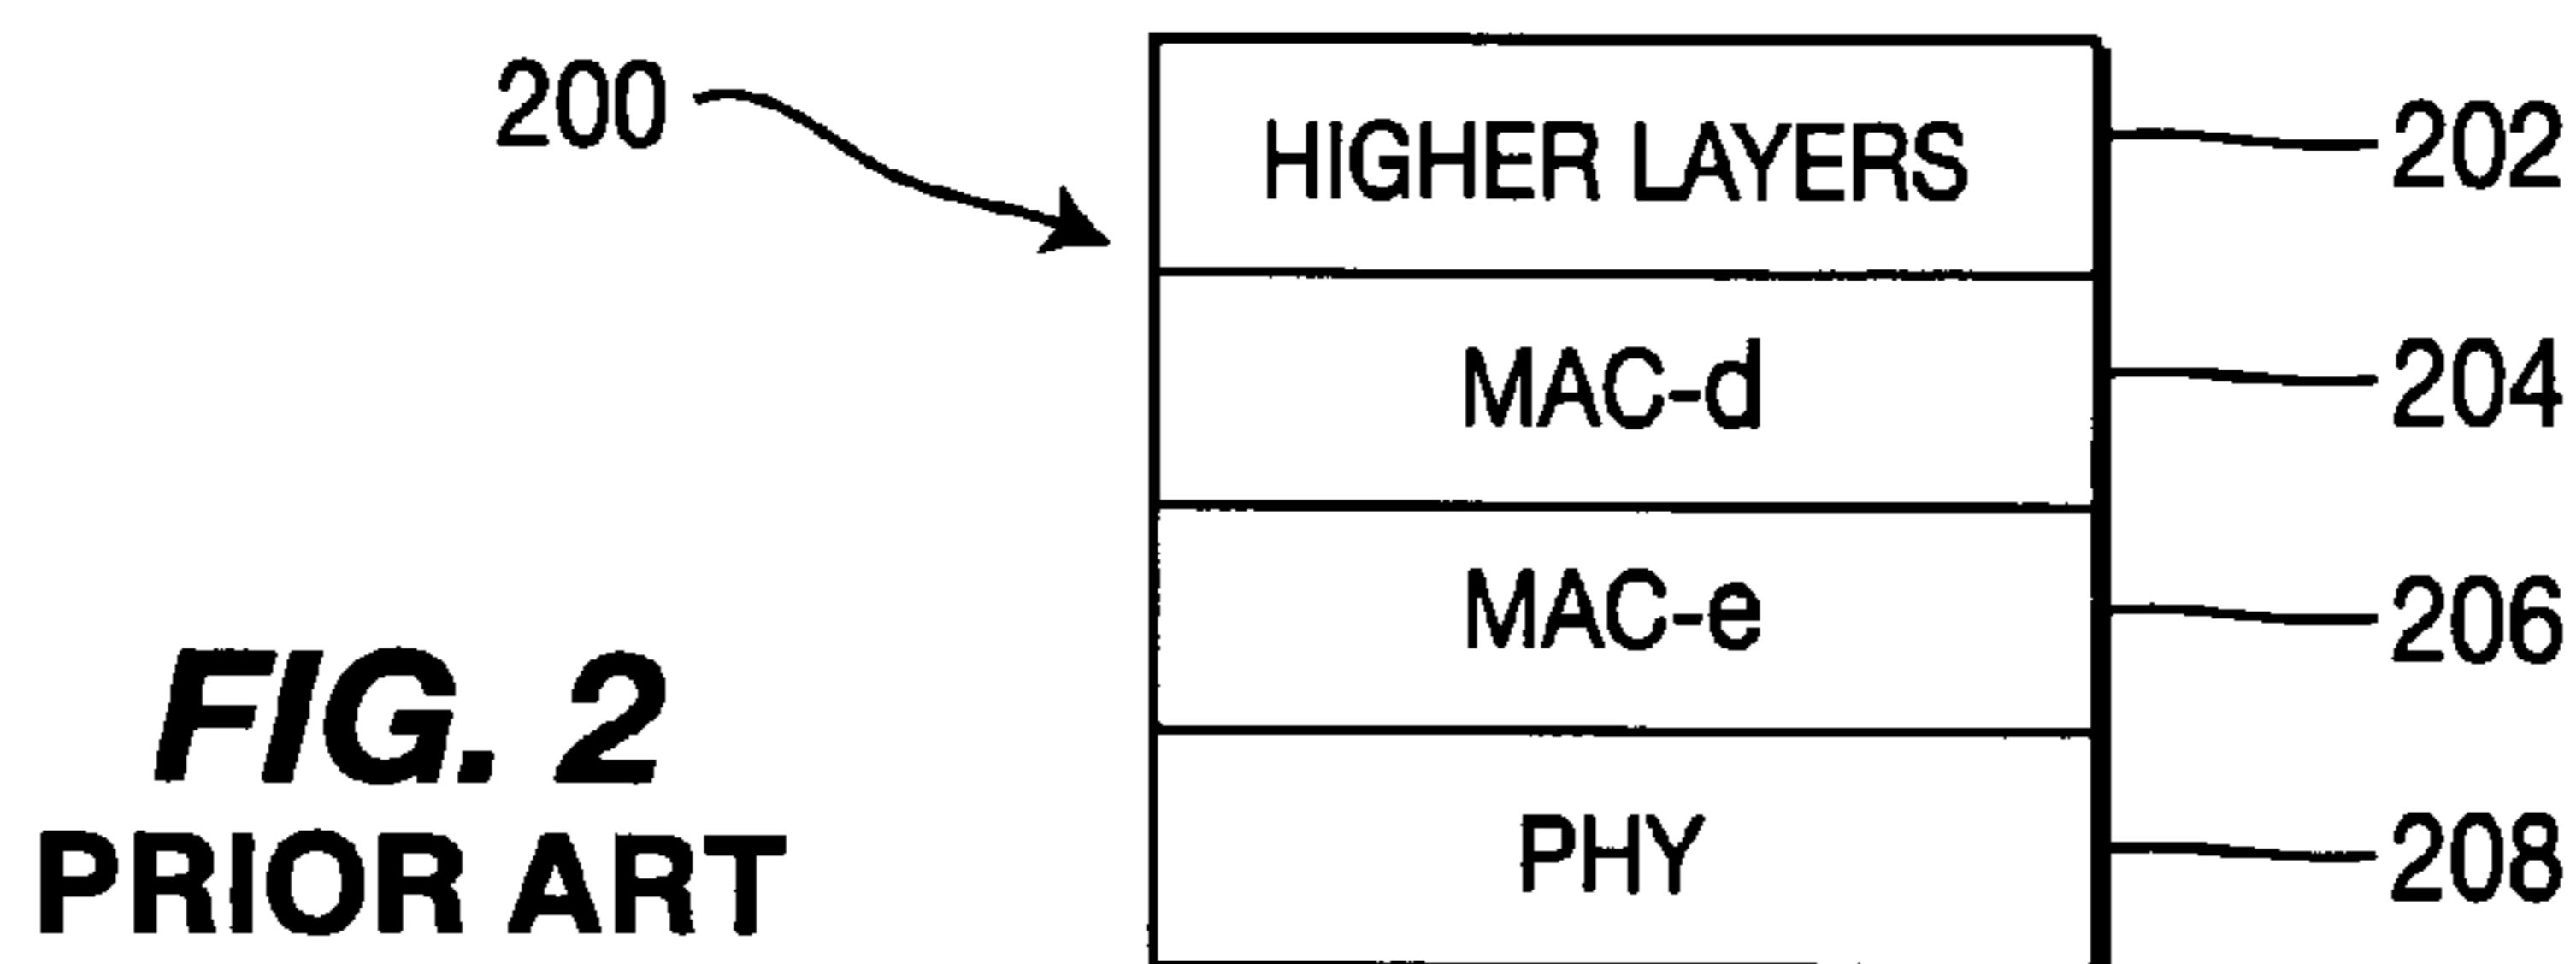 200
HIGHER LAYERS
202
MAC-d
204
MAC-e
206
PHY
208
FIG. 2
PRIOR ART